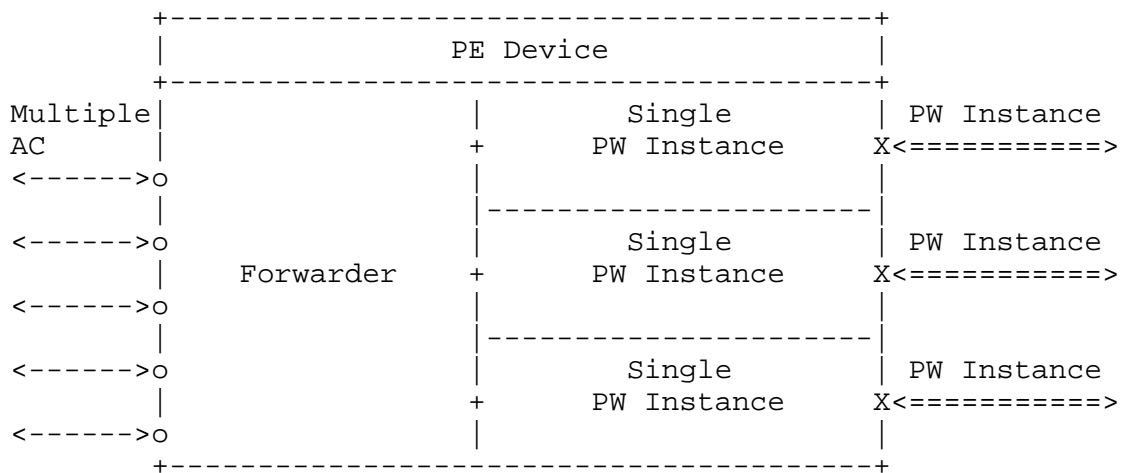 +----------------------------------+
| PE Device |
+----------------------------------+
Multiple| | Single | PW Instance
AC | + PW Instance X<===========>
<------>o | |
| |----------------------|
<------>o | Single | PW Instance
| Forwarder + PW Instance X<===========>
<------>o | |
| |----------------------|
<------>o | Single | PW Instance
| + PW Instance X<===========>
<------>o | |
+----------------------------------+